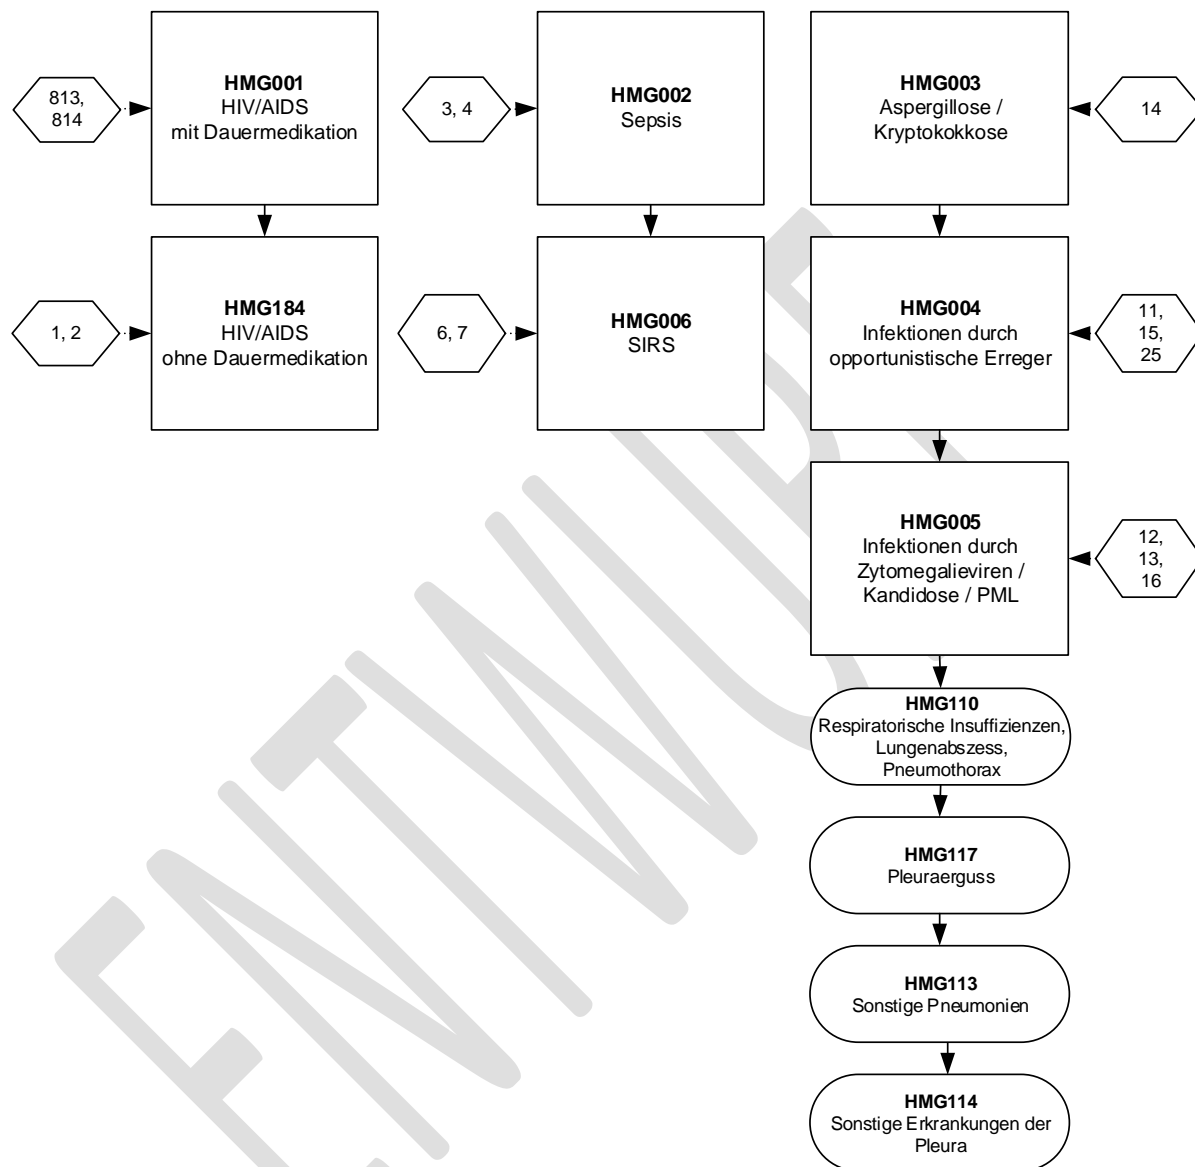 813,
814
HMG001
HIV/AIDS
mit Dauermedikation
3, 4
HMG002
Sepsis
HMG003
Aspergillose /
Kryptokokkose
14
1, 2
HMG184
HIV/AIDS
ohne Dauermedikation
6, 7
HMG006
SIRS
HMG004
Infektionen durch
opportunistische Erreger
11,
15,
25
HMG005
Infektionen durch
Zytomegalieviren /
Kandidose / PML
12,
13,
16
HMG110
Respiratorische Insuffizienzen,
Lungenabszess,
Pneumothorax
HMG117
Pleuraerguss
HMG113
Sonstige Pneumonien
HMG114
Sonstige Erkrankungen der
Pleura
ENTWURF